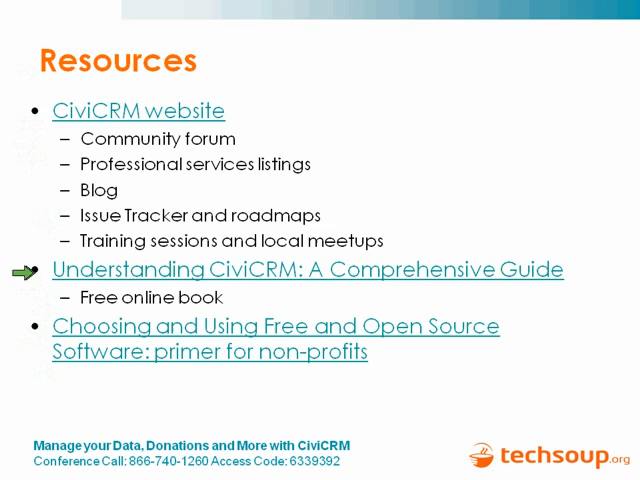 Resources
• CiviCRM website
– Community forum
– Professional services listings
– Blog
– Issue Tracker and roadmaps
– Training sessions and local meetups
• Understanding CiviCRM: A Comprehensive Guide
– Free online book
• Choosing and Using Free and Open Source
Software: primer for non-profits
Manage your Data, Donations and More with CiviCRM
Conference Call: 866-740-1260 Access Code: 6339392
techsoup.org